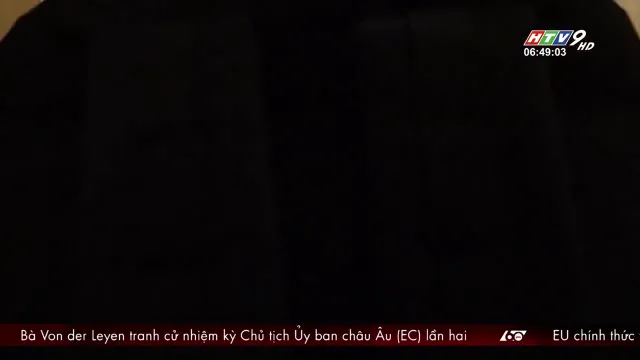 HTV9 HD
06:49:03
Bà Von der Leyen tranh cử nhiệm kỳ Chủ tịch Ủy ban châu Âu (EC) lần hai
EU chính thức